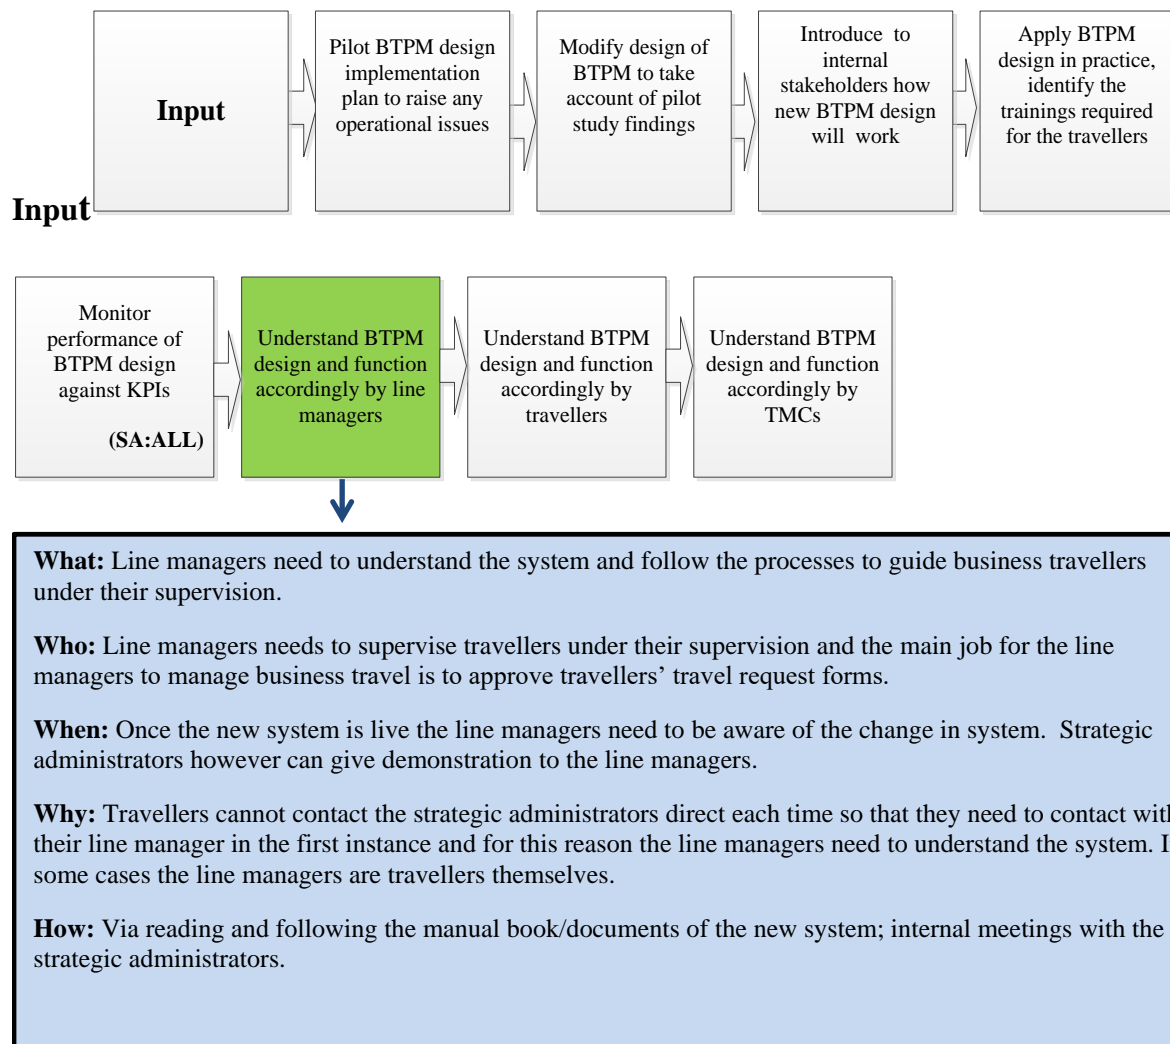 Input
Pilot BTPM design
implementation
plan to raise any
operational issues
Modify design of
BTPM to take
account of pilot
study findings
Introduce to
internal
stakeholders how
new BTPM design
will work
Apply BTPM
design in practice,
identify the
trainings required
for the travellers
Input
Monitor
performance of
BTPM design
against KPIs
(SA:ALL)
Understand BTPM
design and function
accordingly by line
managers
Understand BTPM
design and function
accordingly by
travellers
Understand BTPM
design and function
accordingly by
TMCs
What: Line managers need to understand the system and follow the processes to guide business travellers
under their supervision.
Who: Line managers needs to supervise travellers under their supervision and the main job for the line
managers to manage business travel is to approve travellers’ travel request forms.
When: Once the new system is live the line managers need to be aware of the change in system. Strategic
administrators however can give demonstration to the line managers.
Why: Travellers cannot contact the strategic administrators direct each time so that they need to contact with
their line manager in the first instance and for this reason the line managers need to understand the system.
some cases the line managers are travellers themselves.
How: Via reading and following the manual book/documents of the new system; internal meetings with the
strategic administrators.